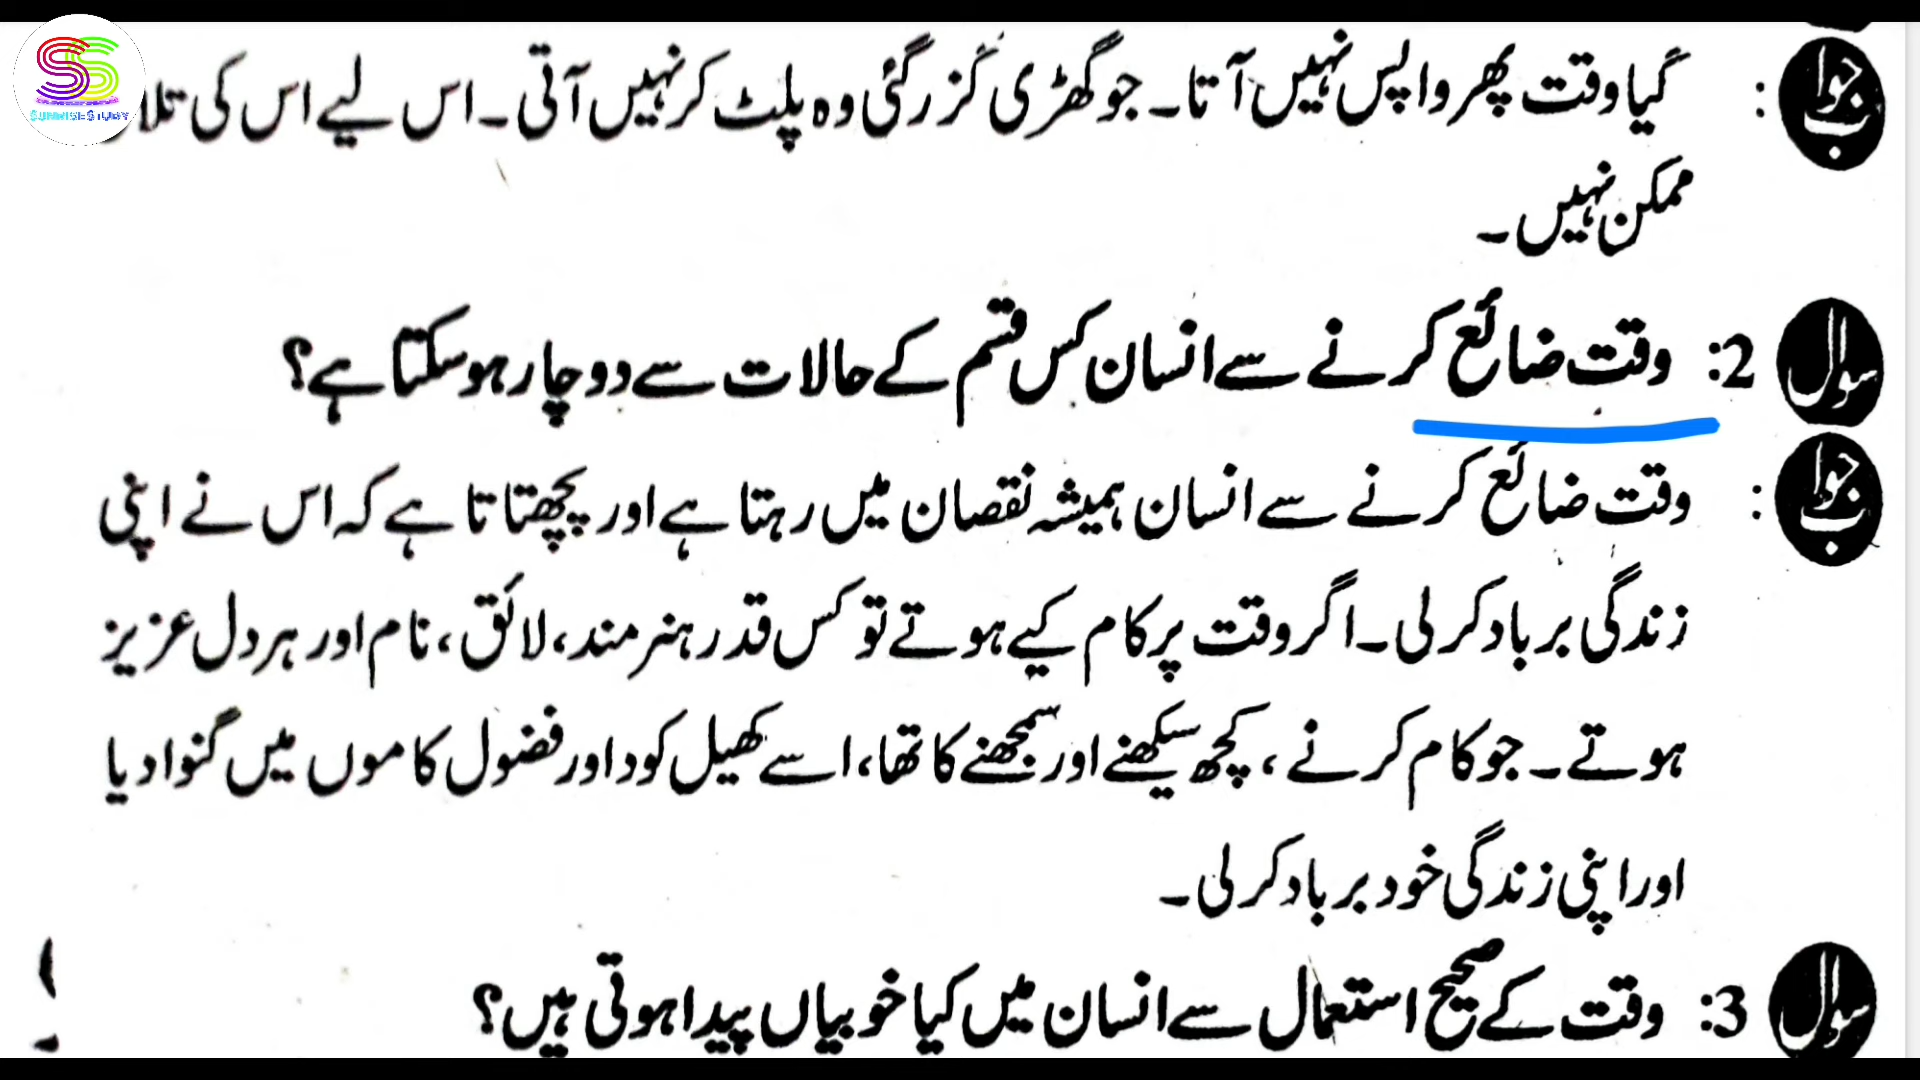 جواب : گیا وقت پھر واپس نہیں آتا۔ جو گھڑی گزر گئی وہ پلٹ کر نہیں آتی۔ اس لیے اس کی
ممکن نہیں۔
سوال 2: وقت ضائع کرنے سے انسان کس قسم کے حالات سے دوچار ہو سکتا ہے؟
جواب : وقت ضائع کرنے سے انسان ہمیشہ نقصان میں رہتا ہے اور پچھتاتا ہے کہ اس نے اپنی
زندگی برباد کر لی۔ اگر وقت پر کام کیے ہوتے تو کس قدر ہنر مند، لائق، نام اور ہر دل عزیز
ہوتے۔ جو کام کرنے، کچھ سیکھنے اور سمجھنے کا تھا، اسے کھیل کود اور فضول کاموں میں گنوا دیا
اور اپنی زندگی خود برباد کر لی۔
سوال 3: وقت کے صحیح استعمال سے انسان میں کیا خوبیاں پیدا ہوتی ہیں؟
SS
SUNRISE STUDY